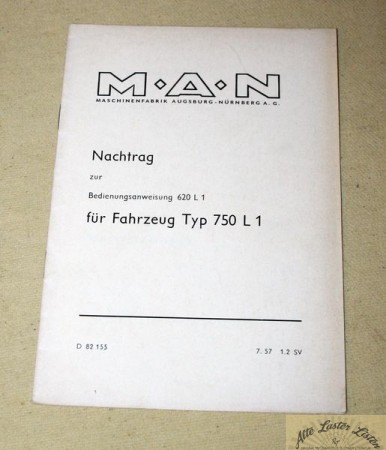 M·A·N
MASCHINENFABRIK AUGSBURG-NÜRNBERG A. G.
Nachtrag
zur
Bedienungsanweisung 620 L 1
für Fahrzeug Typ 750 L 1
D 82 155
7. 57 1.2 SV
Alte Laster Listen